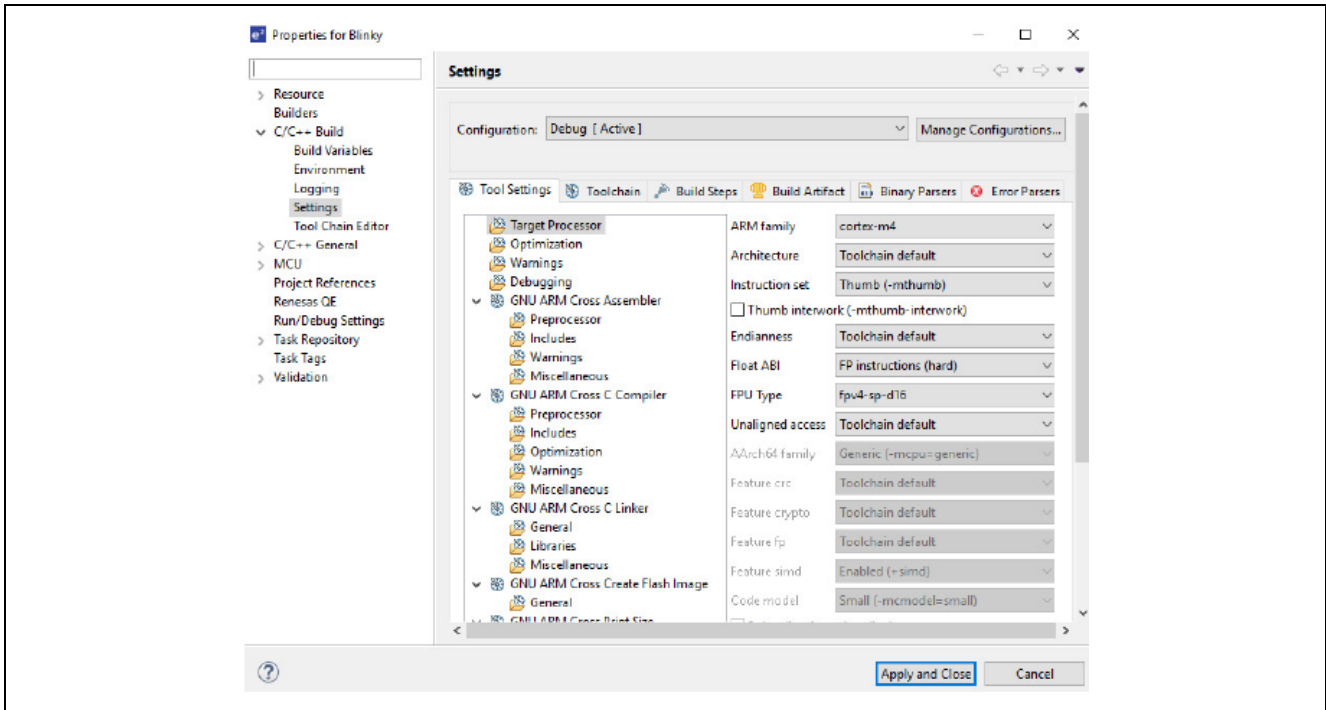 e² Properties for Blinky
Settings
Resource
Builders
C/C++ Build
Build Variables
Environment
Logging
Settings
Tool Chain Editor
C/C++ General
MCU
Project References
Renesas QE
Run/Debug Settings
Task Repository
Task Tags
Validation
Configuration: Debug [ Active ] Manage Configurations...
Tool Settings Toolchain Build Steps Build Artifact Binary Parsers Error Parsers
Target Processor
Optimization
Warnings
Debugging
GNU ARM Cross Assembler
Preprocessor
Includes
Warnings
Miscellaneous
GNU ARM Cross C Compiler
Preprocessor
Includes
Optimization
Warnings
Miscellaneous
GNU ARM Cross C Linker
General
Libraries
Miscellaneous
GNU ARM Cross Create Flash Image
General
GNU ARM Cross Print Size
ARM family cortex-m4
Architecture Toolchain default
Instruction set Thumb (-mthumb)
Thumb interwork (-mthumb-interwork)
Endianness Toolchain default
Float ABI FP instructions (hard)
FPU Type fpv4-sp-d16
Unaligned access Toolchain default
AArch64 family Generic (-mcpu=generic)
Feature crc Toolchain default
Feature crypto Toolchain default
Feature fp Toolchain default
Feature simd Enabled (+simd)
Code model Small (-mcmodel=small)
Apply and Close Cancel